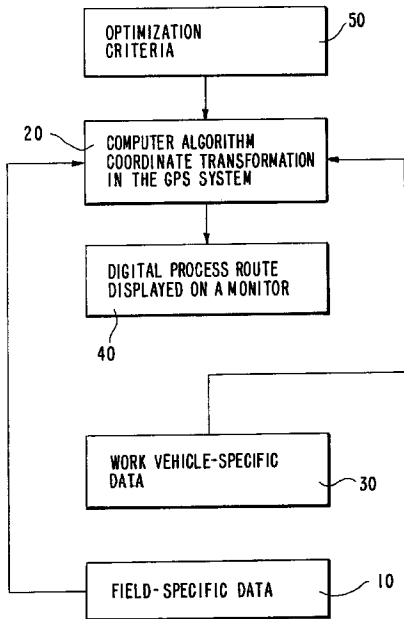 50
OPTIMIZATION
CRITERIA
20
COMPUTER ALGORITHM
COORDINATE TRANSFORMATION
IN THE GPS SYSTEM
DIGITAL PROCESS ROUTE
DISPLAYED ON A MONITOR
40
WORK VEHICLE-SPECIFIC
DATA
30
FIELD-SPECIFIC DATA
10